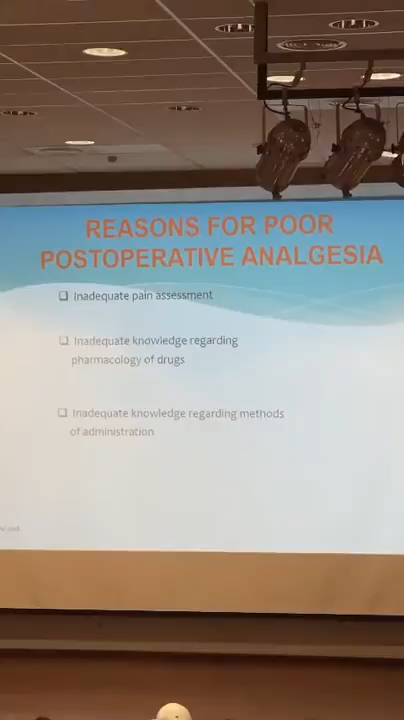 REASONS FOR POOR
POSTOPERATIVE ANALGESIA
❑ Inadequate pain assessment
❑ Inadequate knowledge regarding
pharmacology of drugs
❑ Inadequate knowledge regarding methods
of administration